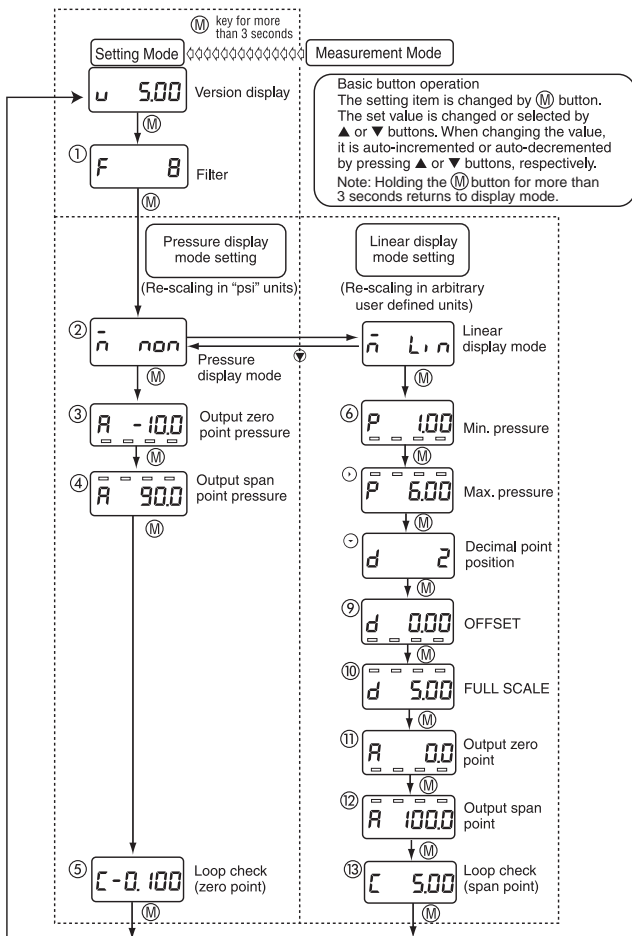 Ⓜ key for more
than 3 seconds
Setting Mode
Measurement Mode
u 5.00
Version display
Ⓜ
Basic button operation
The setting item is changed by Ⓜ button.
The set value is changed or selected by
▲ or ▼ buttons. When changing the value,
it is auto-incremented or auto-decremented
by pressing ▲ or ▼ buttons, respectively.
Note: Holding the Ⓜ button for more than
3 seconds returns to display mode.
① F 8
Filter
Ⓜ
Pressure display
mode setting
(Re-scaling in "psi" units)
Linear display
mode setting
(Re-scaling in arbitrary
user defined units)
② n̄ non
Pressure
display mode
Ⓜ
▼
n̄ Lin
Linear
display mode
Ⓜ
③ A -10.0
Output zero
point pressure
Ⓜ
④ A 90.0
Output span
point pressure
Ⓜ
⑥ P 1.00
Min. pressure
Ⓜ
P 6.00
Max. pressure
Ⓜ
d 2
Decimal point
position
Ⓜ
⑨ d 0.00
OFFSET
Ⓜ
⑩ d 5.00
FULL SCALE
Ⓜ
⑪ A 0.0
Output zero
point
Ⓜ
⑫ A 100.0
Output span
point
Ⓜ
⑤ C-0.100
Loop check
(zero point)
Ⓜ
⑬ C 5.00
Loop check
(span point)
Ⓜ